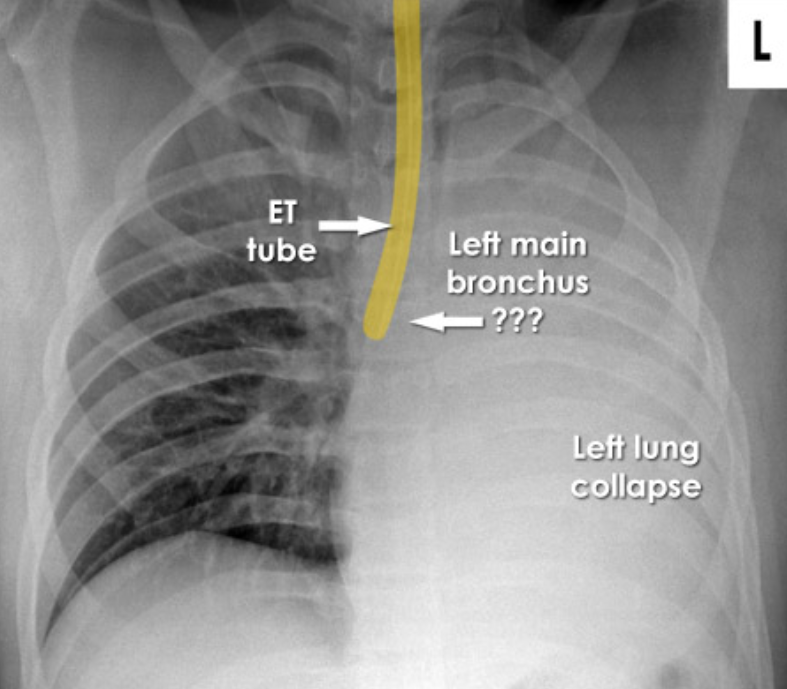 L
ET
tube
Left main
bronchus
???
Left lung
collapse